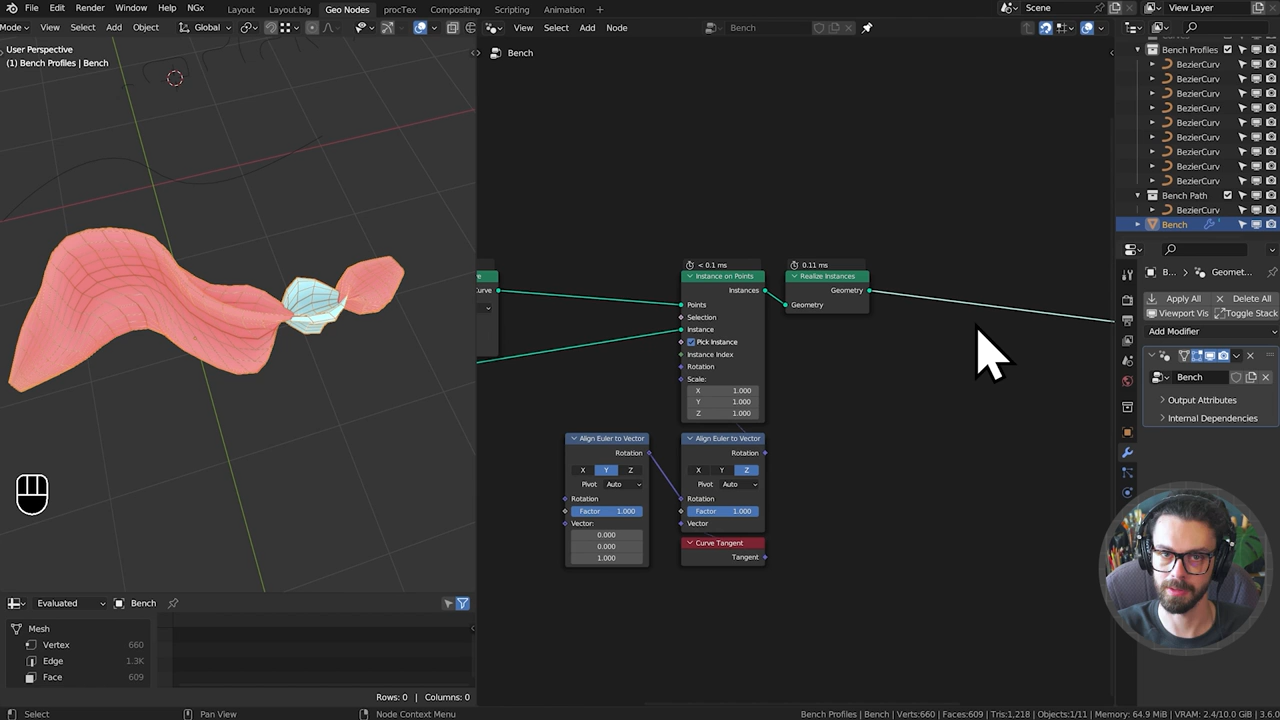 File Edit Render Window Help NGx Layout Layout.big Geo Nodes procTex Compositing Scripting Animation + Scene View Layer
Mode View Select Add Object Global View Select Add Node Bench
User Perspective
(1) Bench Profiles | Bench
Bench
Bench Profiles
BezierCurv
BezierCurv
BezierCurv
BezierCurv
BezierCurv
BezierCurv
BezierCurv
BezierCurv
BezierCurv
Bench Path
BezierCurv
Bench
B... Geomet...
Apply All Delete All
Viewport Vis Toggle Stack
Add Modifier
Bench
Output Attributes
Internal Dependencies
Curve
< 0.1 ms
Instance on Points
Instances
Points
Selection
Instance
Pick Instance
Instance Index
Rotation
Scale:
X 1.000
Y 1.000
Z 1.000
0.11 ms
Realize Instances
Geometry
Geometry
Align Euler to Vector
Rotation
X Y Z
Pivot Auto
Rotation
Factor 1.000
Vector:
0.000
0.000
1.000
Align Euler to Vector
Rotation
X Y Z
Pivot Auto
Rotation
Factor 1.000
Vector
Curve Tangent
Tangent
Evaluated Bench
Mesh
Vertex 660
Edge 1.3K
Face 609
Rows: 0 | Columns: 0
Select Pan View Node Context Menu Bench Profiles | Bench | Verts:660 | Faces:609 | Tris:1,218 | Objects:1/11 | Memory: 64.9 MiB | VRAM: 2.4/10.0 GiB | 3.6.0